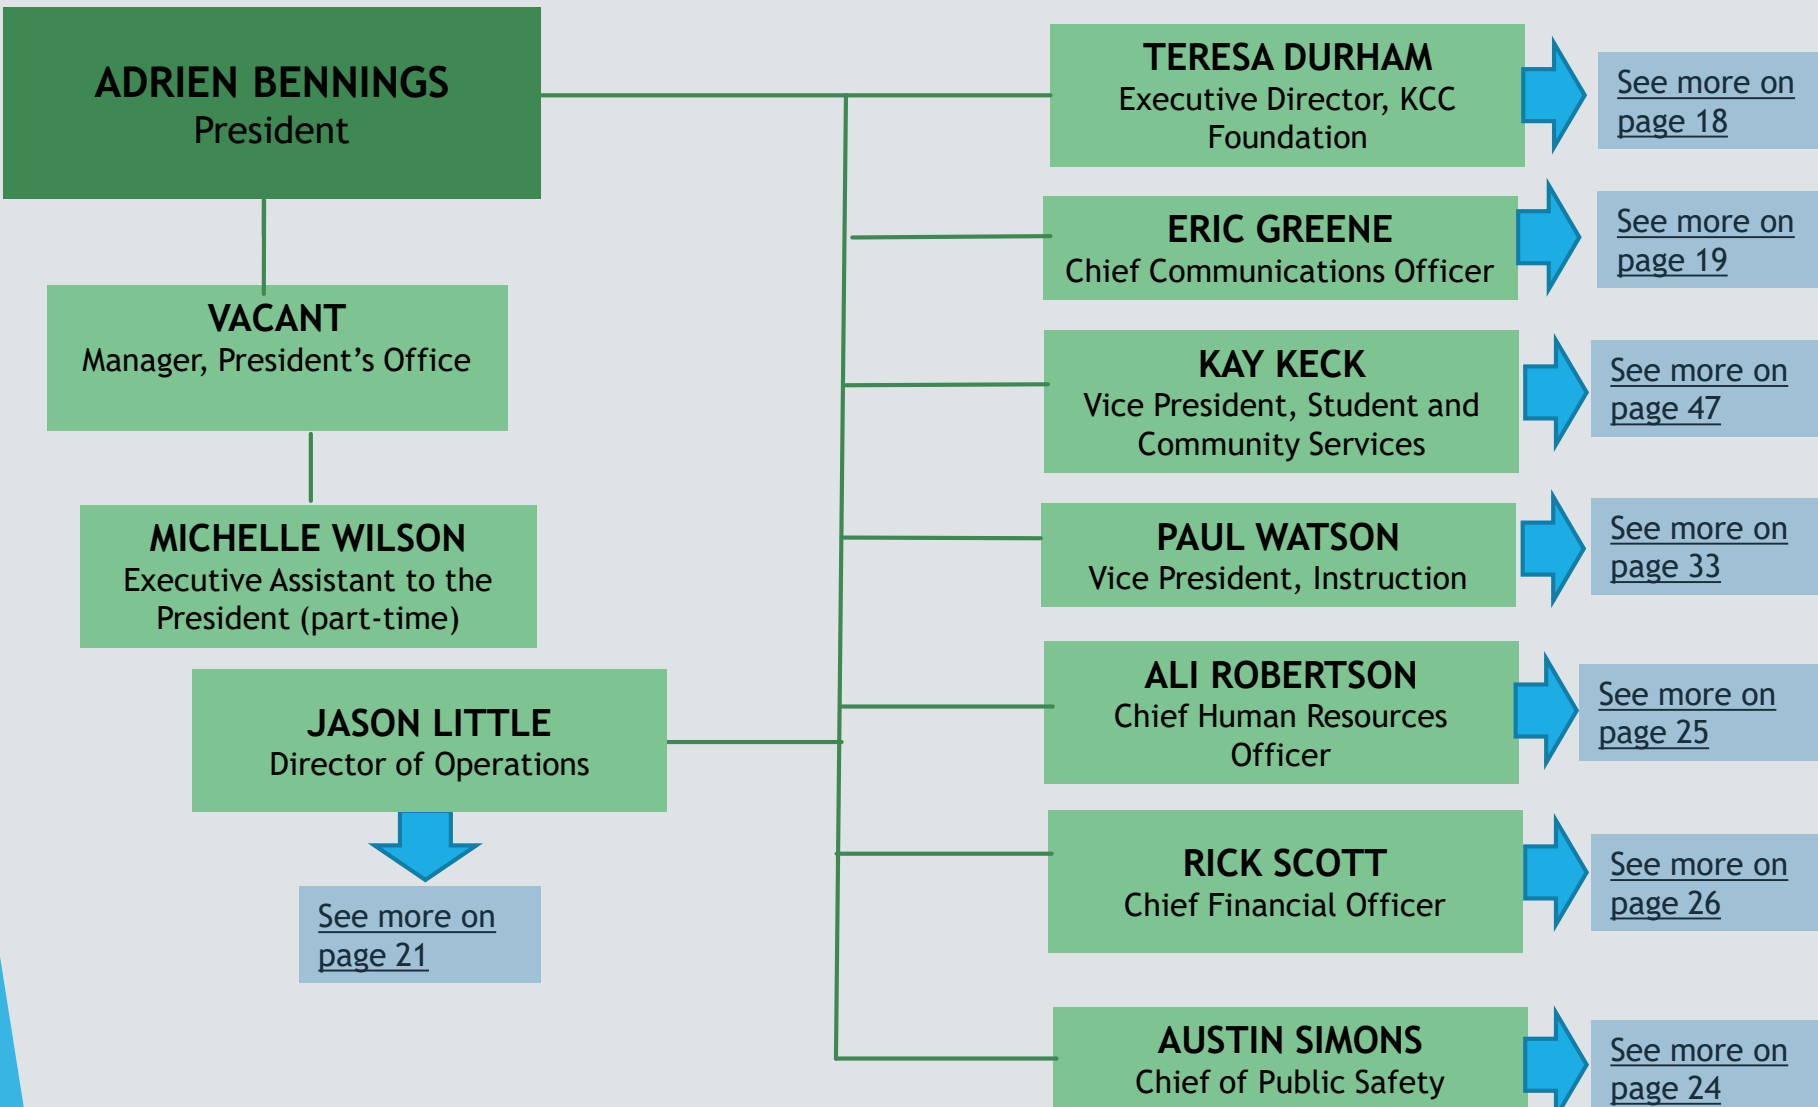 ADRIEN BENNINGS
President
VACANT
Manager, President’s Office
MICHELLE WILSON
Executive Assistant to the
President (part-time)
JASON LITTLE
Director of Operations
See more on
page 21
TERESA DURHAM
Executive Director, KCC
Foundation
See more on
page 18
ERIC GREENE
Chief Communications Officer
See more on
page 19
KAY KECK
Vice President, Student and
Community Services
See more on
page 47
PAUL WATSON
Vice President, Instruction
See more on
page 33
ALI ROBERTSON
Chief Human Resources
Officer
See more on
page 25
RICK SCOTT
Chief Financial Officer
See more on
page 26
AUSTIN SIMONS
Chief of Public Safety
See more on
page 24